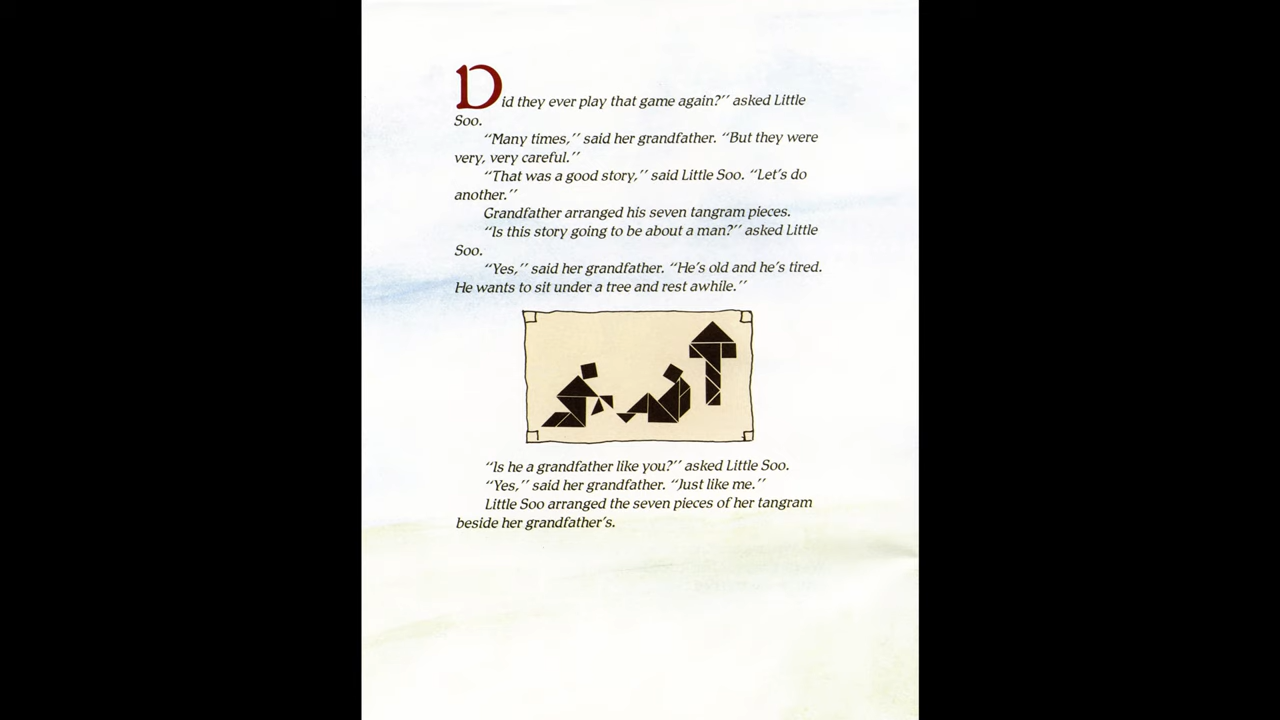 Did they ever play that game again?" asked Little
Soo.
"Many times," said her grandfather. "But they were
very, very careful."
"That was a good story," said Little Soo. "Let's do
another."
Grandfather arranged his seven tangram pieces.
"Is this story going to be about a man?" asked Little
Soo.
"Yes," said her grandfather. "He's old and he's tired.
He wants to sit under a tree and rest awhile."
"Is he a grandfather like you?" asked Little Soo.
"Yes," said her grandfather. "Just like me."
Little Soo arranged the seven pieces of her tangram
beside her grandfather's.